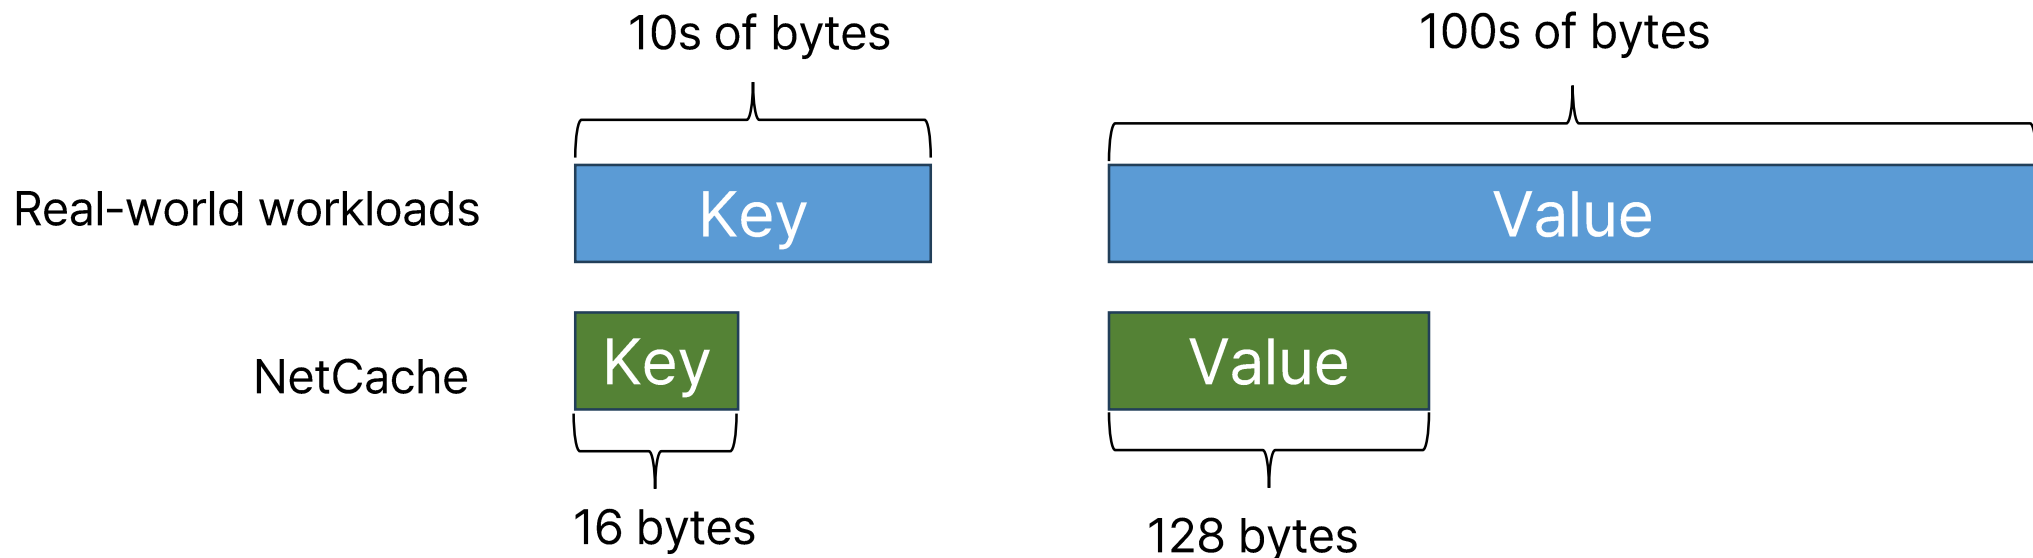 10s of bytes
100s of bytes
Real-world workloads
Key
Value
NetCache
Key
Value
16 bytes
128 bytes